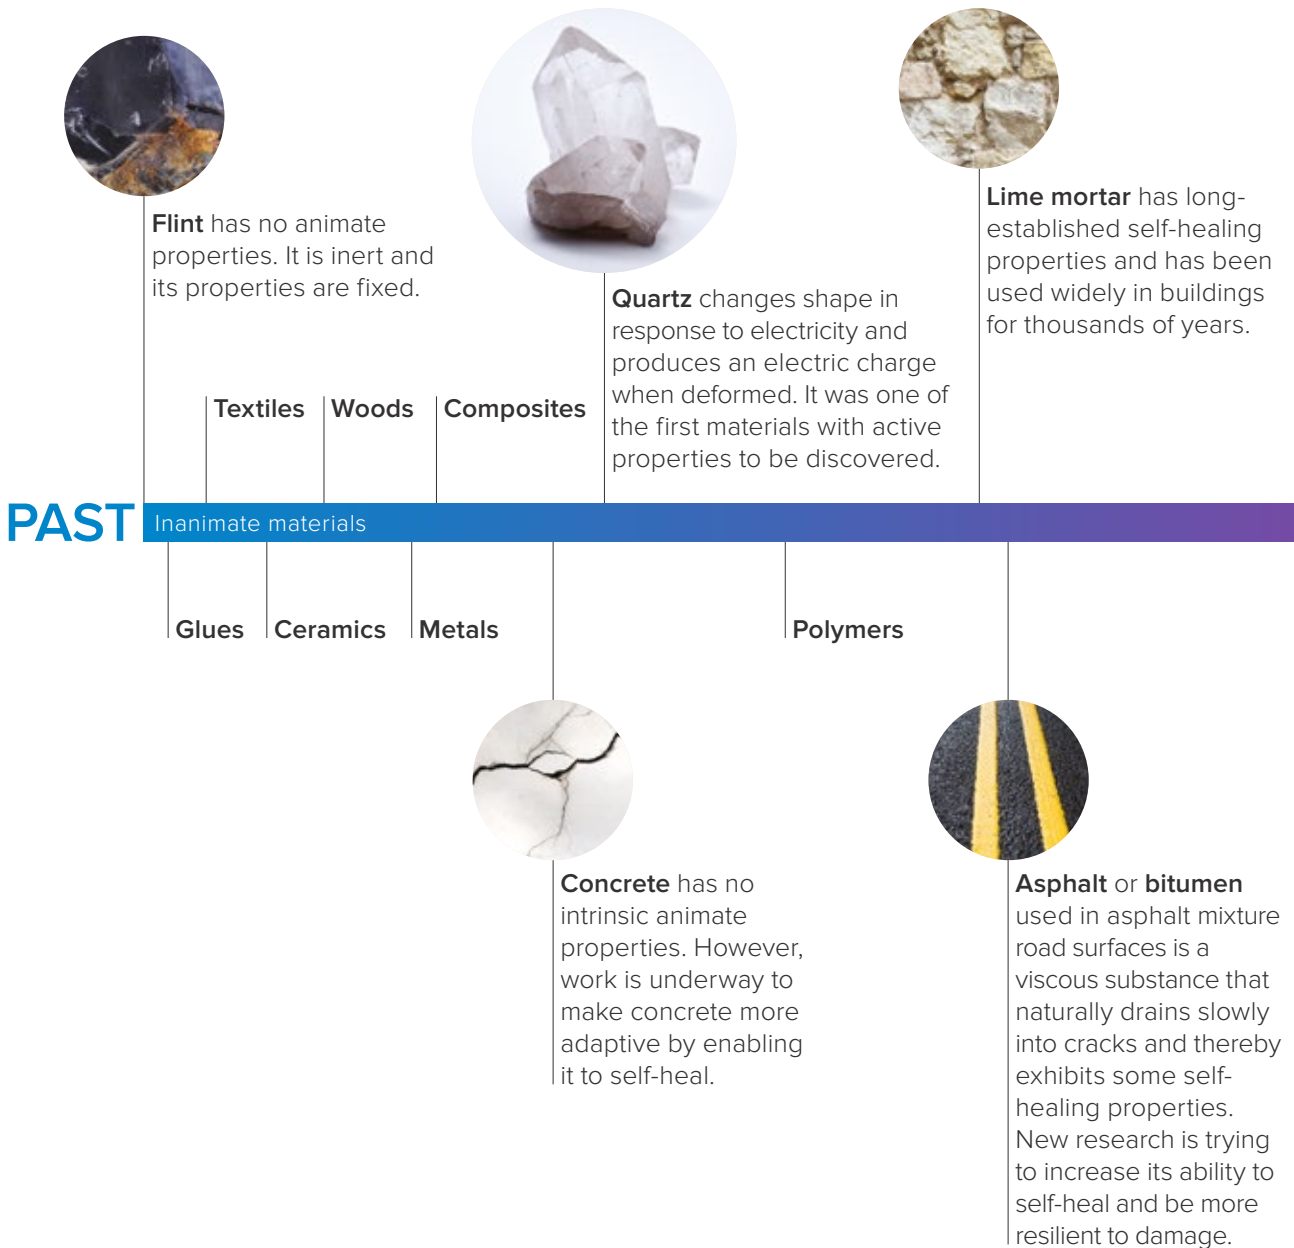 Flint has no animate
properties. It is inert and
its properties are fixed.
Quartz changes shape in
response to electricity and
produces an electric charge
when deformed. It was one of
the first materials with active
properties to be discovered.
Lime mortar has long-
established self-healing
properties and has been
used widely in buildings
for thousands of years.
Textiles
Woods
Composites
PAST
Inanimate materials
Glues
Ceramics
Metals
Polymers
Concrete has no
intrinsic animate
properties. However,
work is underway to
make concrete more
adaptive by enabling
it to self-heal.
Asphalt or bitumen
used in asphalt mixture
road surfaces is a
viscous substance that
naturally drains slowly
into cracks and thereby
exhibits some self-
healing properties.
New research is trying
to increase its ability to
self-heal and be more
resilient to damage.